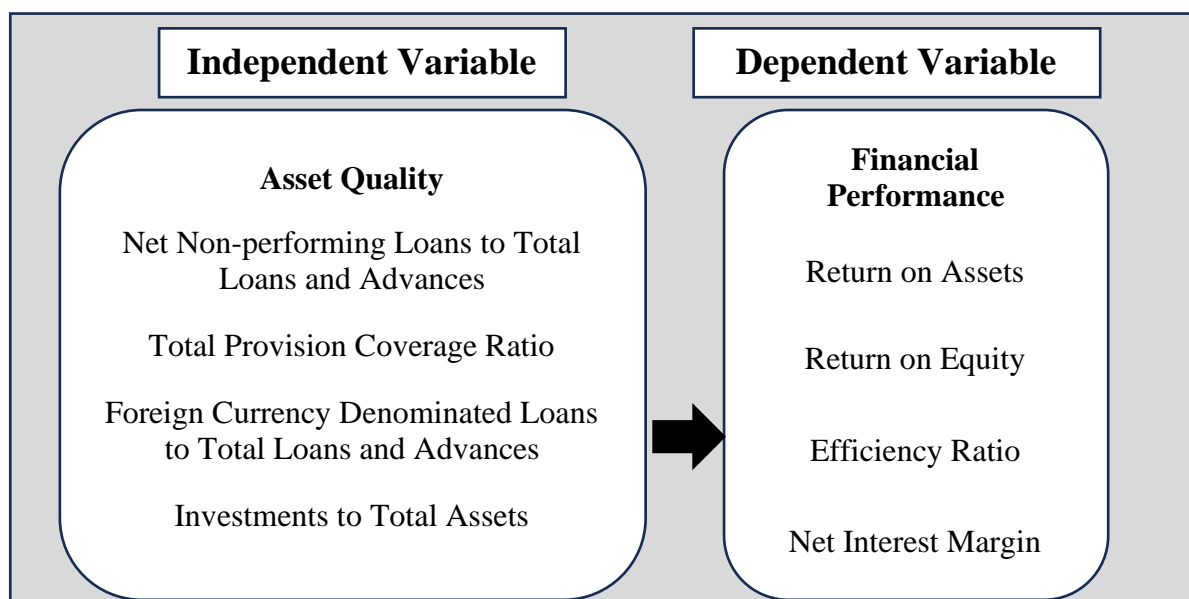 Independent Variable
Dependent Variable
Asset Quality
Net Non-performing Loans to Total
Loans and Advances
Total Provision Coverage Ratio
Foreign Currency Denominated Loans
to Total Loans and Advances
Investments to Total Assets
Financial
Performance
Return on Assets
Return on Equity
Efficiency Ratio
Net Interest Margin